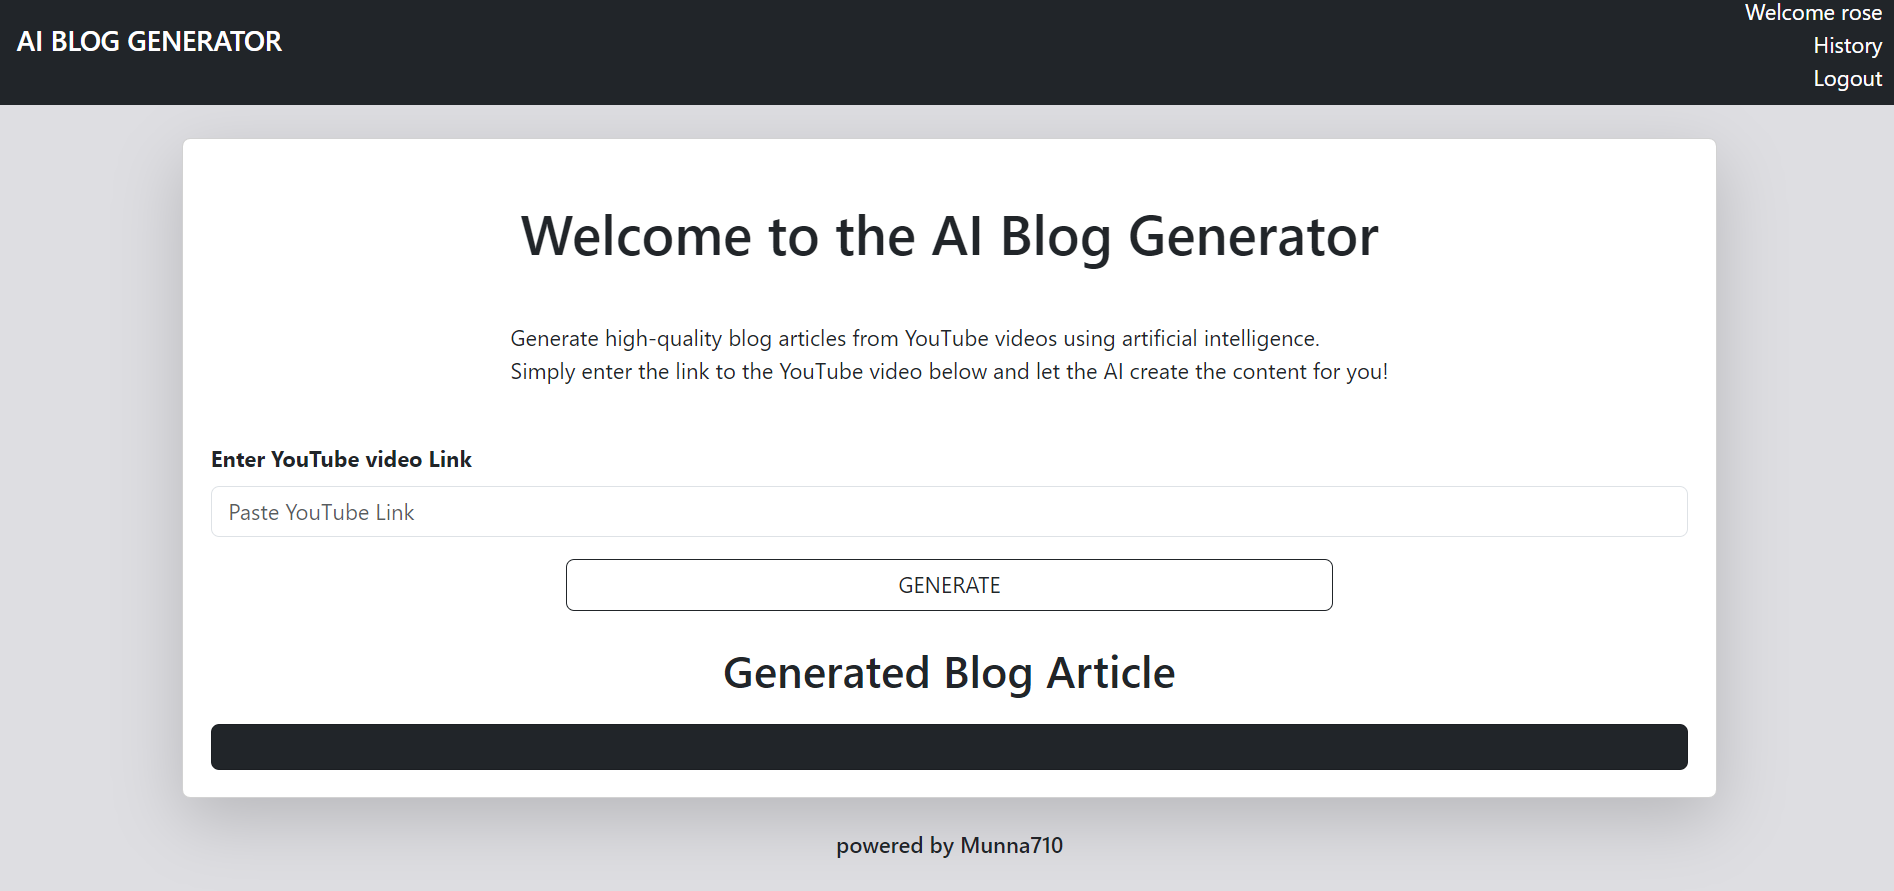 AI BLOG GENERATOR
Welcome rose
History
Logout
Welcome to the AI Blog Generator
Generate high-quality blog articles from YouTube videos using artificial intelligence.
Simply enter the link to the YouTube video below and let the AI create the content for you!
Enter YouTube video Link
Paste YouTube Link
GENERATE
Generated Blog Article
powered by Munna710